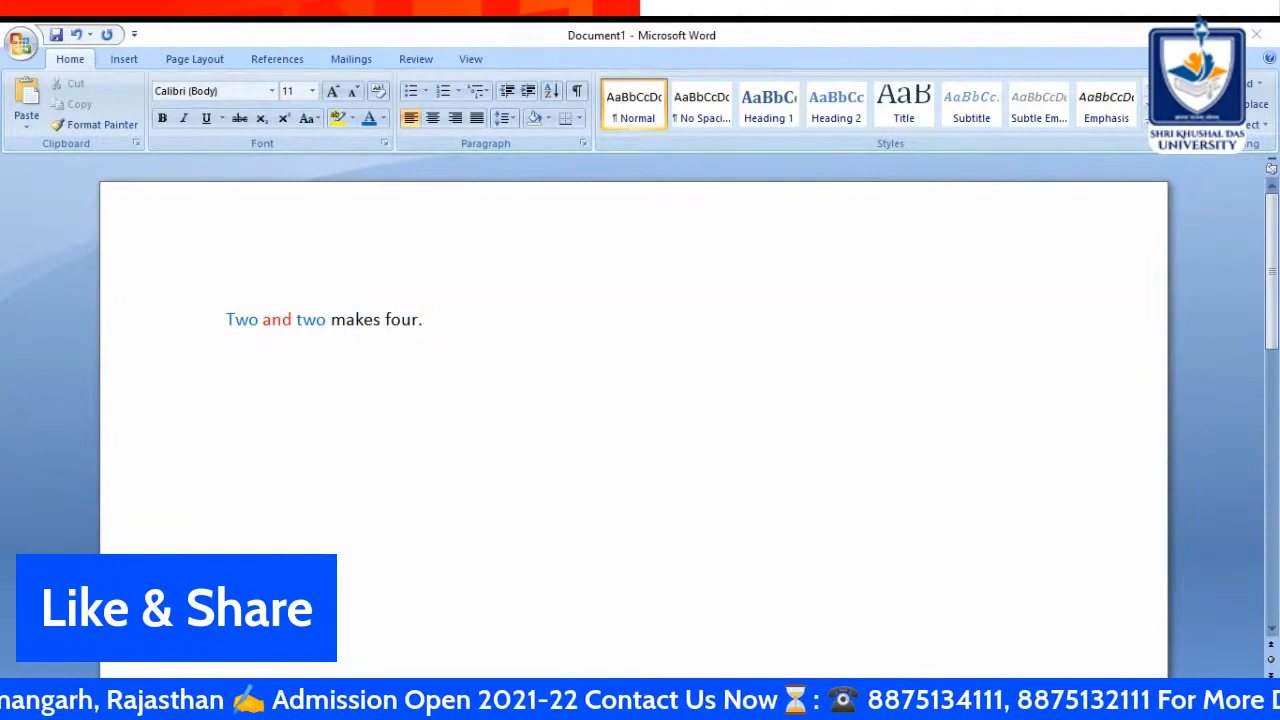 Document1 - Microsoft Word
Home Insert Page Layout References Mailings Review View
Cut
Copy
Paste
Format Painter
Clipboard
Calibri (Body) 11
Font
Paragraph
AaBbCcDc AaBbCcDc AaBbC AaBbCc AaB AaBbCc. AaBbCcDi AaBbCcDi
¶ Normal ¶ No Spaci... Heading 1 Heading 2 Title Subtitle Subtle Em... Emphasis
Styles
SHRI KHUSHAL DAS
UNIVERSITY
Two and two makes four.
Like & Share
mangarh, Rajasthan ✍️ Admission Open 2021-22 Contact Us Now⏳: ☎️ 8875134111, 8875132111 For More D